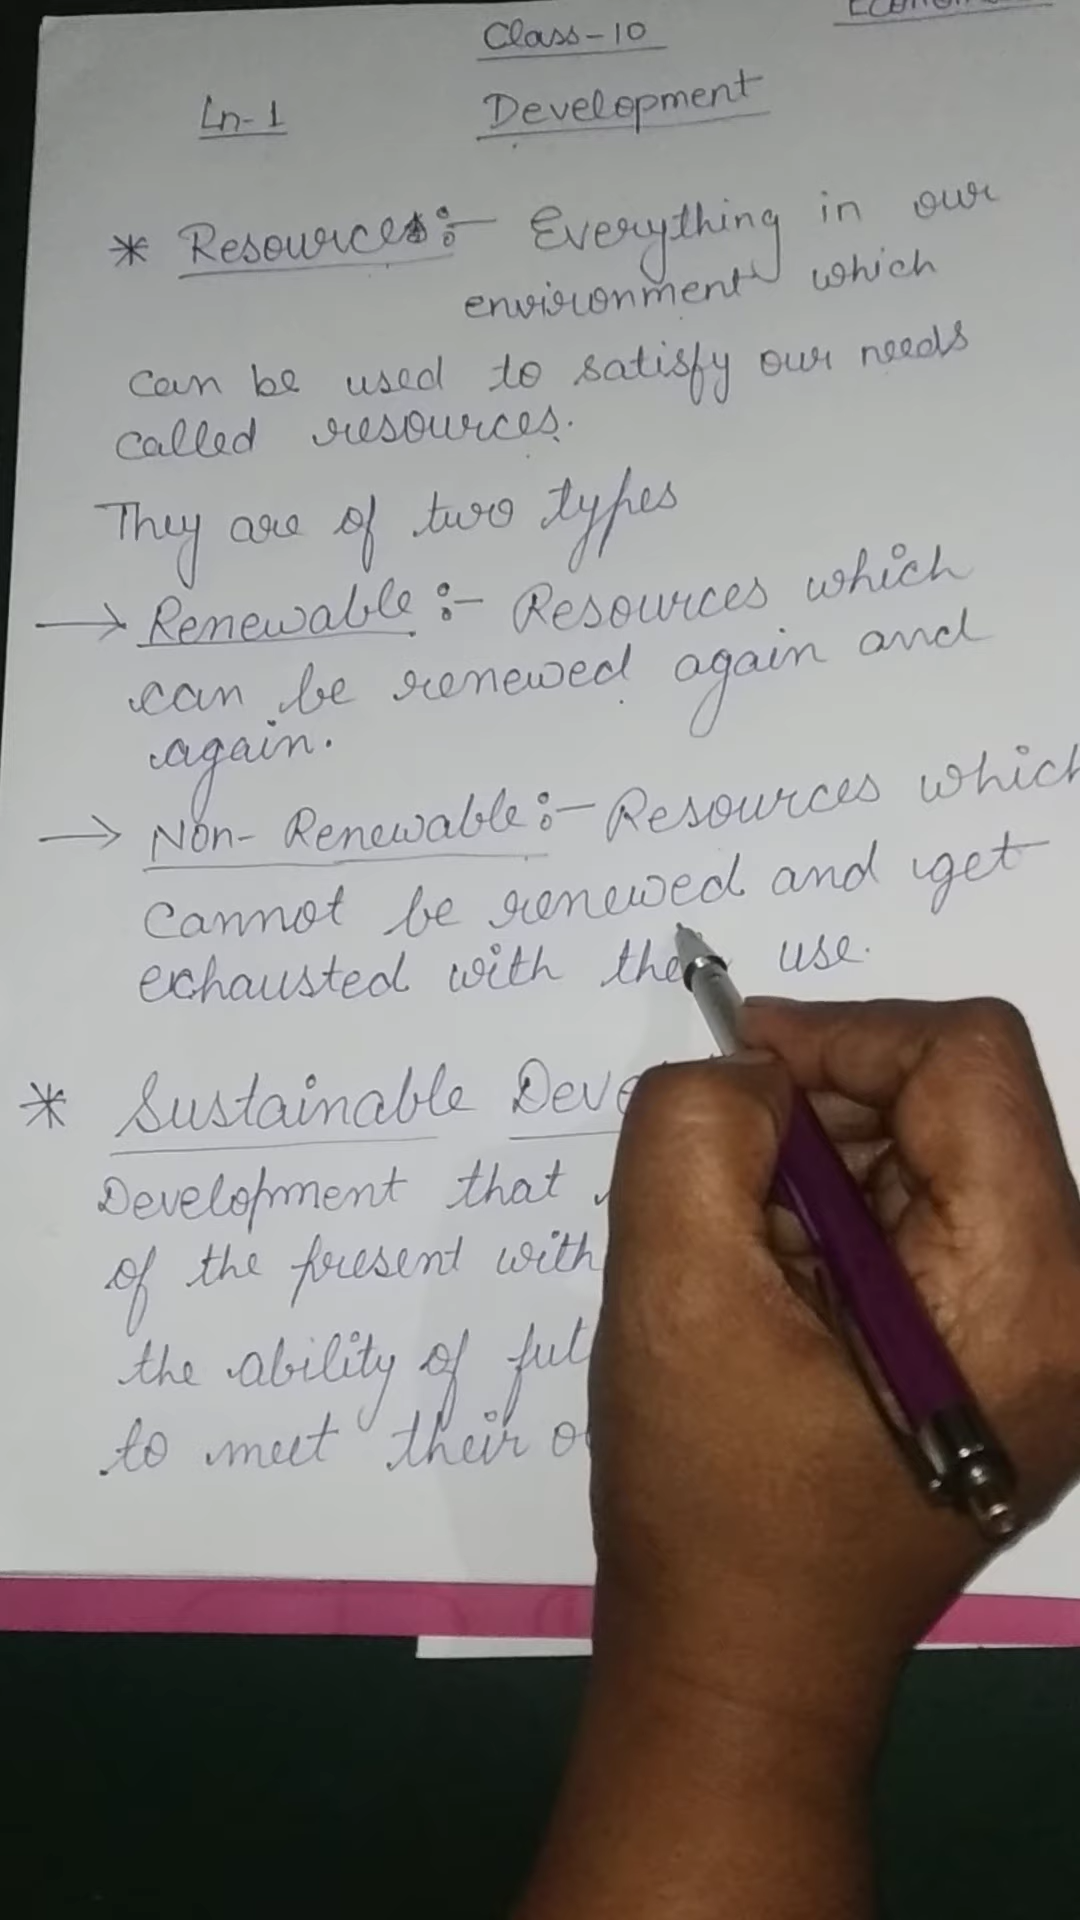 Class-10
Ln-1 Development
* Resources:- Everything in our
environment which
can be used to satisfy our needs
called resources.
They are of two types
→ Renewable:- Resources which
can be renewed again and
again.
→ Non-Renewable:- Resources which
cannot be renewed and get
exhausted with use.
* Sustainable
Development that
of the present
the ability of
to meet their